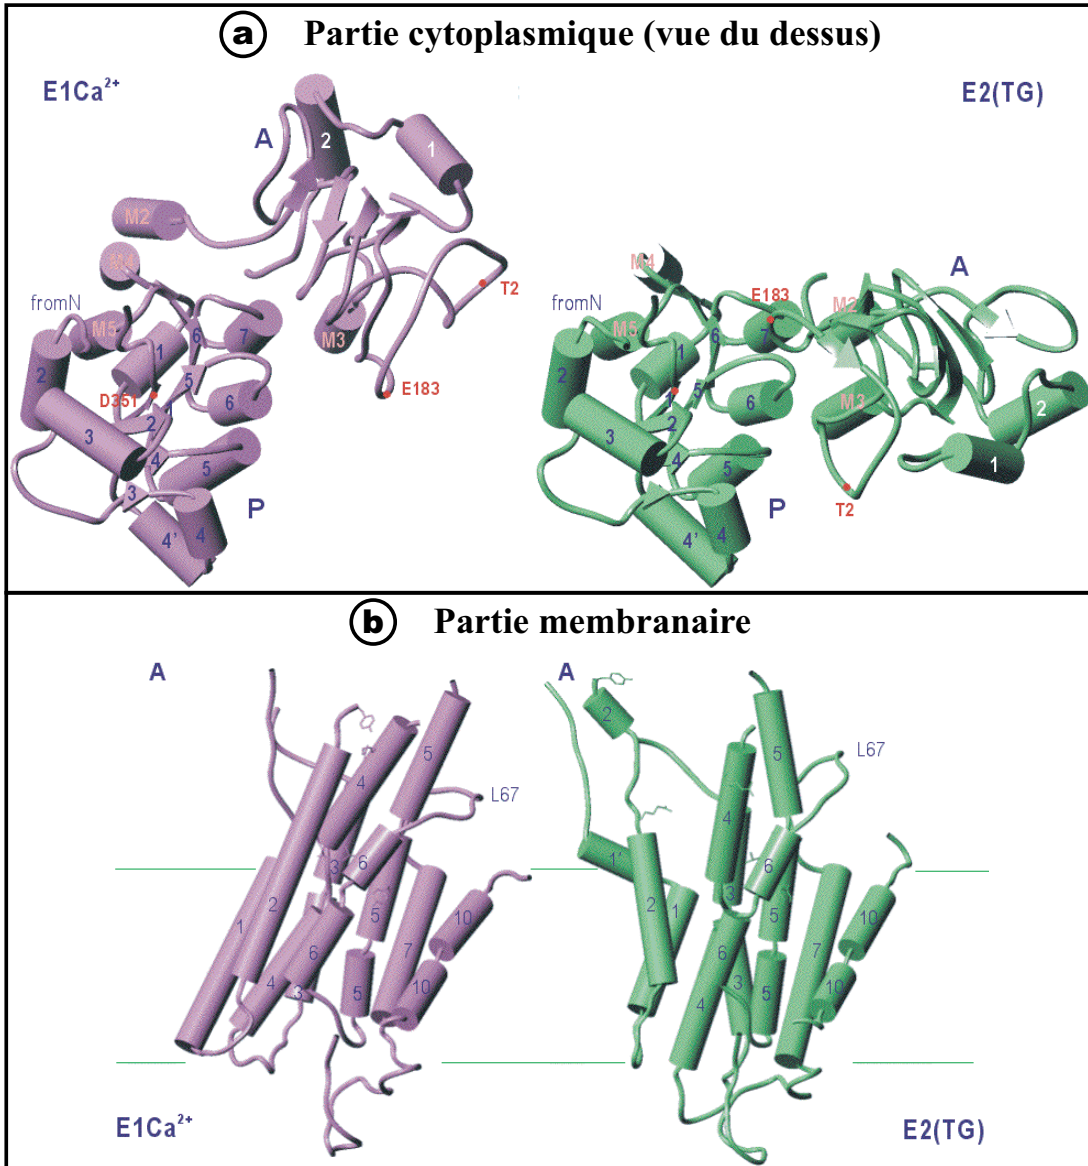 a Partie cytoplasmique (vue du dessus)
E1Ca²⁺
E2(TG)
A
2
1
M2
M4
T2
fromN
M5
1
6
7
M3
2
5
E183
D351
1
6
3
2
4
5
3
P
4'
4
M4
A
E183
fromN
M2
M5
1
6
7
2
5
M3
2
1
6
3
2
1
4
5
T2
P
4'
4
b Partie membranaire
A
A
2
5
5
4
L67
L67
4
3
6
6
1'
3
2
2
1
1
5
10
5
10
6
7
6
7
4
3
5
10
4
3
5
10
E1Ca²⁺
E2(TG)